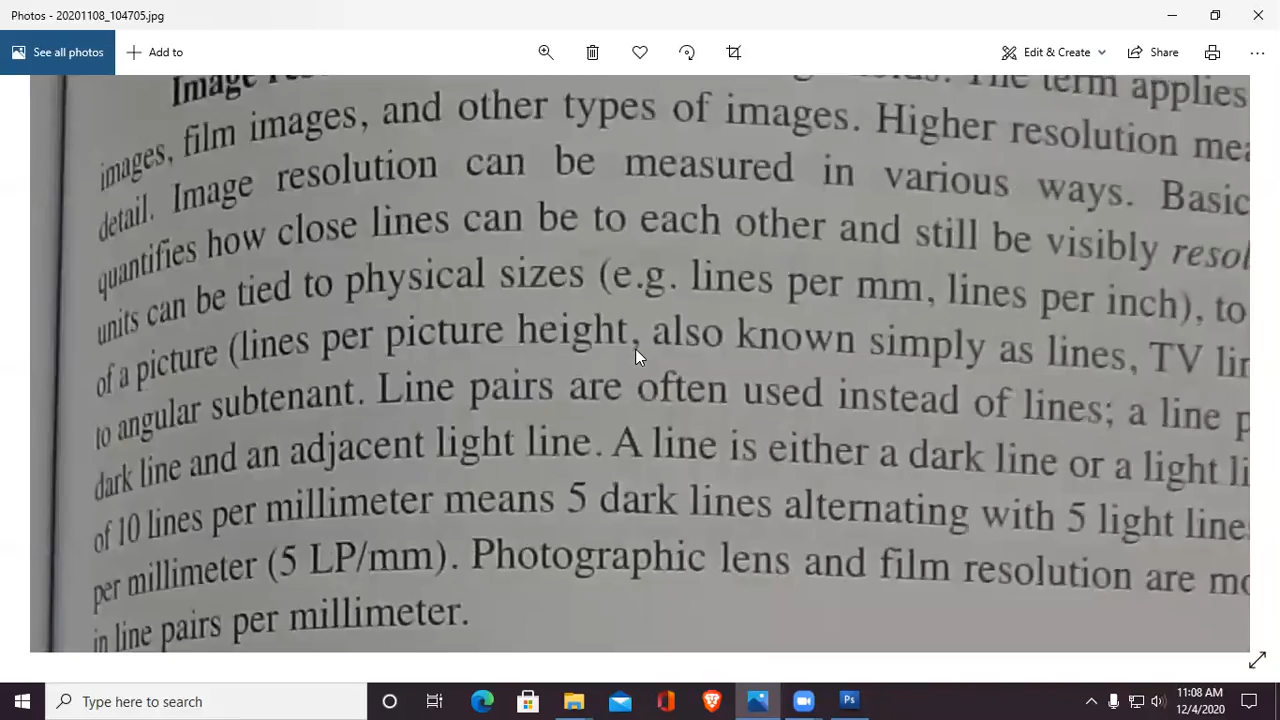 Photos - 20201108_104705.jpg
See all photos
Add to
Edit & Create
Share
Image
The term applies
images, film images, and other types of images. Higher resolution
detail. Image resolution can be measured in various ways.
quantifies how close lines can be to each other and still be visibly
units can be tied to physical sizes (e.g. lines per mm, lines per inch), to
of a picture (lines per picture height, also known simply as lines, TV
to angular subtenant. Line pairs are often used instead of lines; a line
dark line and an adjacent light line. A line is either a dark line or a light
of 10 lines per millimeter means 5 dark lines alternating with 5 light
per millimeter (5 LP/mm). Photographic lens and film resolution are
in line pairs per millimeter.
Type here to search
Ps
11:08 AM
12/4/2020